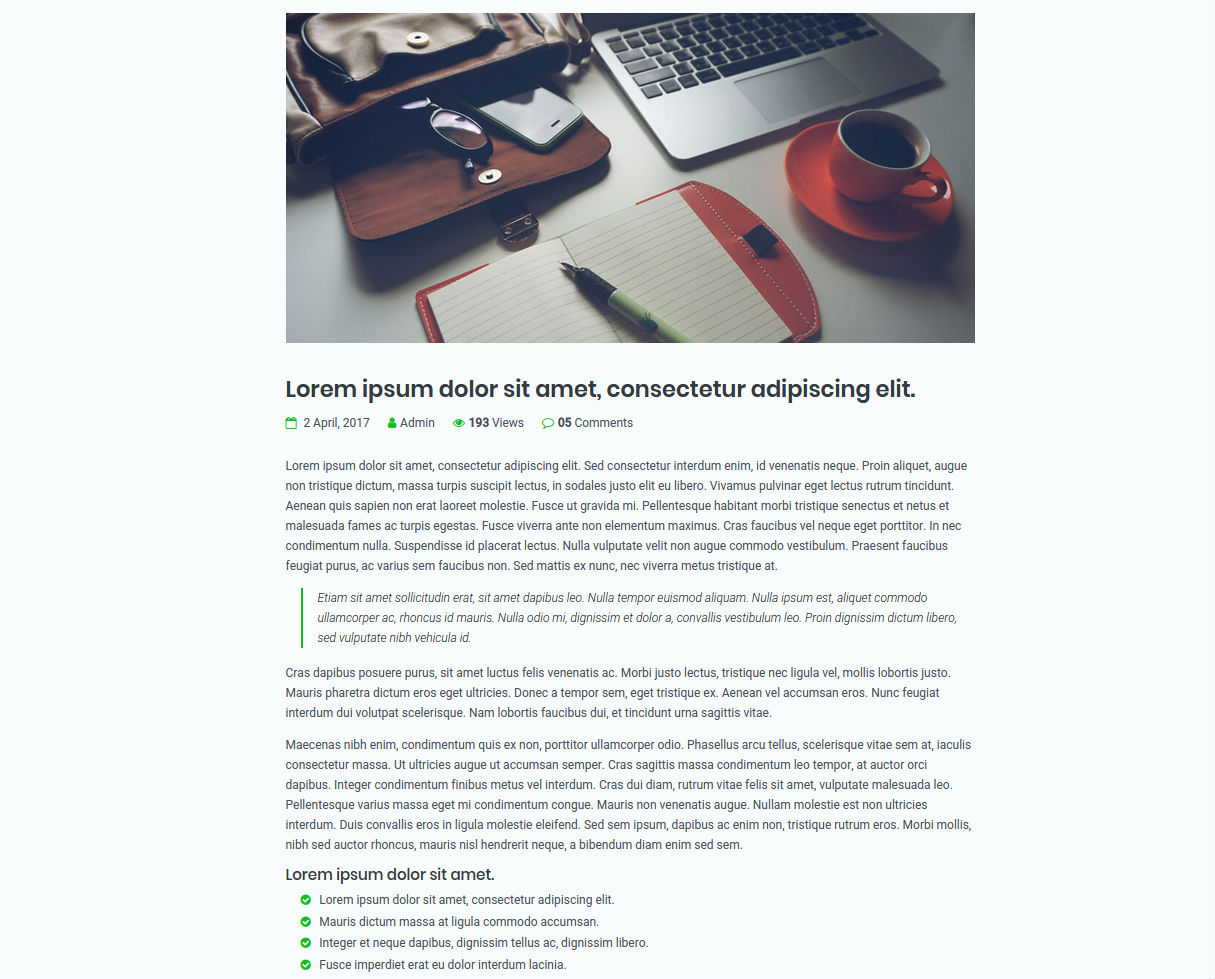 Lorem ipsum dolor sit amet, consectetur adipiscing elit.
2 April, 2017 Admin 193 Views 05 Comments
Lorem ipsum dolor sit amet, consectetur adipiscing elit. Sed consectetur interdum enim, id venenatis neque. Proin aliquet, augue
non tristique dictum, massa turpis suscipit lectus, in sodales justo elit eu libero. Vivamus pulvinar eget lectus rutrum tincidunt.
Aenean quis sapien non erat laoreet molestie. Fusce ut gravida mi. Pellentesque habitant morbi tristique senectus et netus et
malesuada fames ac turpis egestas. Fusce viverra ante non elementum maximus. Cras faucibus vel neque eget porttitor. In nec
condimentum nulla. Suspendisse id placerat lectus. Nulla vulputate velit non augue commodo vestibulum. Praesent faucibus
feugiat purus, ac varius sem faucibus non. Sed mattis ex nunc, nec viverra metus tristique at.
Etiam sit amet sollicitudin erat, sit amet dapibus leo. Nulla tempor euismod aliquam. Nulla ipsum est, aliquet commodo
ullamcorper ac, rhoncus id mauris. Nulla odio mi, dignissim et dolor a, convallis vestibulum leo. Proin dignissim dictum libero,
sed vulputate nibh vehicula id.
Cras dapibus posuere purus, sit amet luctus felis venenatis ac. Morbi justo lectus, tristique nec ligula vel, mollis lobortis justo.
Mauris pharetra dictum eros eget ultricies. Donec a tempor sem, eget tristique ex. Aenean vel accumsan eros. Nunc feugiat
interdum dui volutpat scelerisque. Nam lobortis faucibus dui, et tincidunt urna sagittis vitae.
Maecenas nibh enim, condimentum quis ex non, porttitor ullamcorper odio. Phasellus arcu tellus, scelerisque vitae sem at, iaculis
consectetur massa. Ut ultricies augue ut accumsan semper. Cras sagittis massa condimentum leo tempor, at auctor orci
dapibus. Integer condimentum finibus metus vel interdum. Cras dui diam, rutrum vitae felis sit amet, vulputate malesuada leo.
Pellentesque varius massa eget mi condimentum congue. Mauris non venenatis augue. Nullam molestie est non ultricies
interdum. Duis convallis eros in ligula molestie eleifend. Sed sem ipsum, dapibus ac enim non, tristique rutrum eros. Morbi mollis,
nibh sed auctor rhoncus, mauris nisl hendrerit neque, a bibendum diam enim sed sem.
Lorem ipsum dolor sit amet.
Lorem ipsum dolor sit amet, consectetur adipiscing elit.
Mauris dictum massa at ligula commodo accumsan.
Integer et neque dapibus, dignissim tellus ac, dignissim libero.
Fusce imperdiet erat eu dolor interdum lacinia.